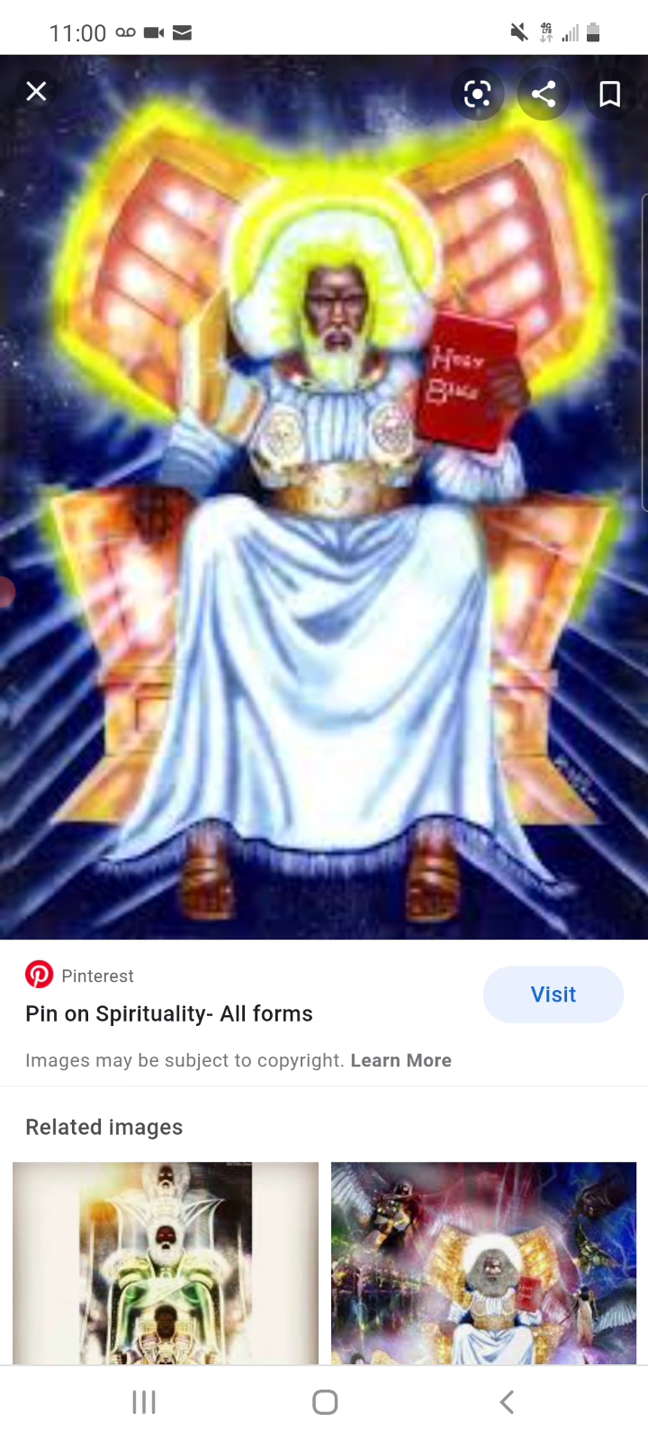 11:00
4G
HOLY
BIBLE
Pinterest
Visit
Pin on Spirituality- All forms
Images may be subject to copyright. Learn More
Related images